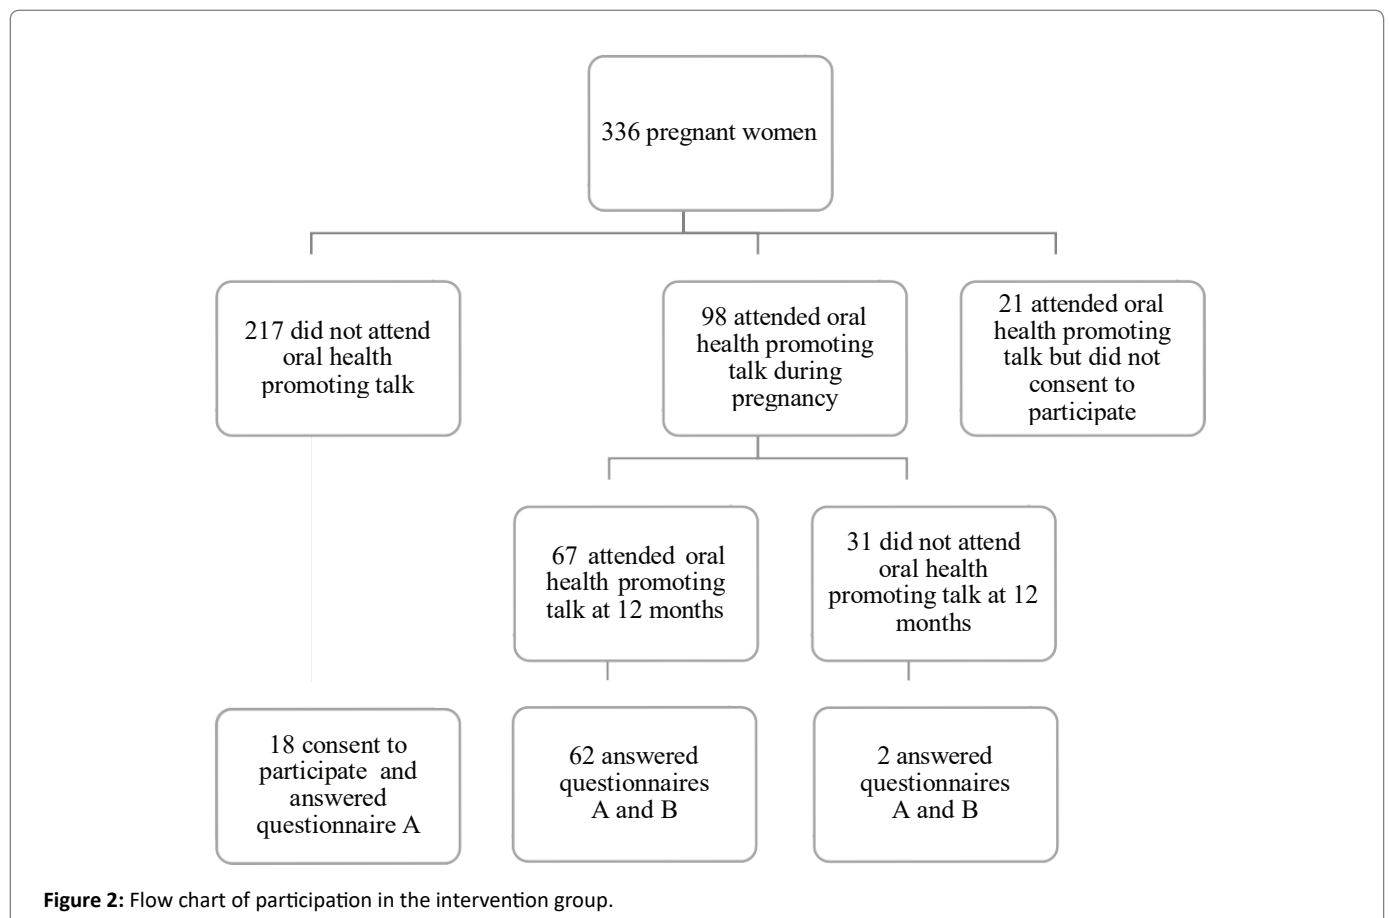 336 pregnant women
217 did not attend
oral health
promoting talk
98 attended oral
health promoting
talk during
pregnancy
21 attended oral
health promoting
talk but did not
consent to
participate
67 attended oral
health promoting
talk at 12 months
31 did not attend
oral health
promoting talk at 12
months
18 consent to
participate and
answered
questionnaire A
62 answered
questionnaires
A and B
2 answered
questionnaires
A and B
Figure 2: Flow chart of participation in the intervention group.